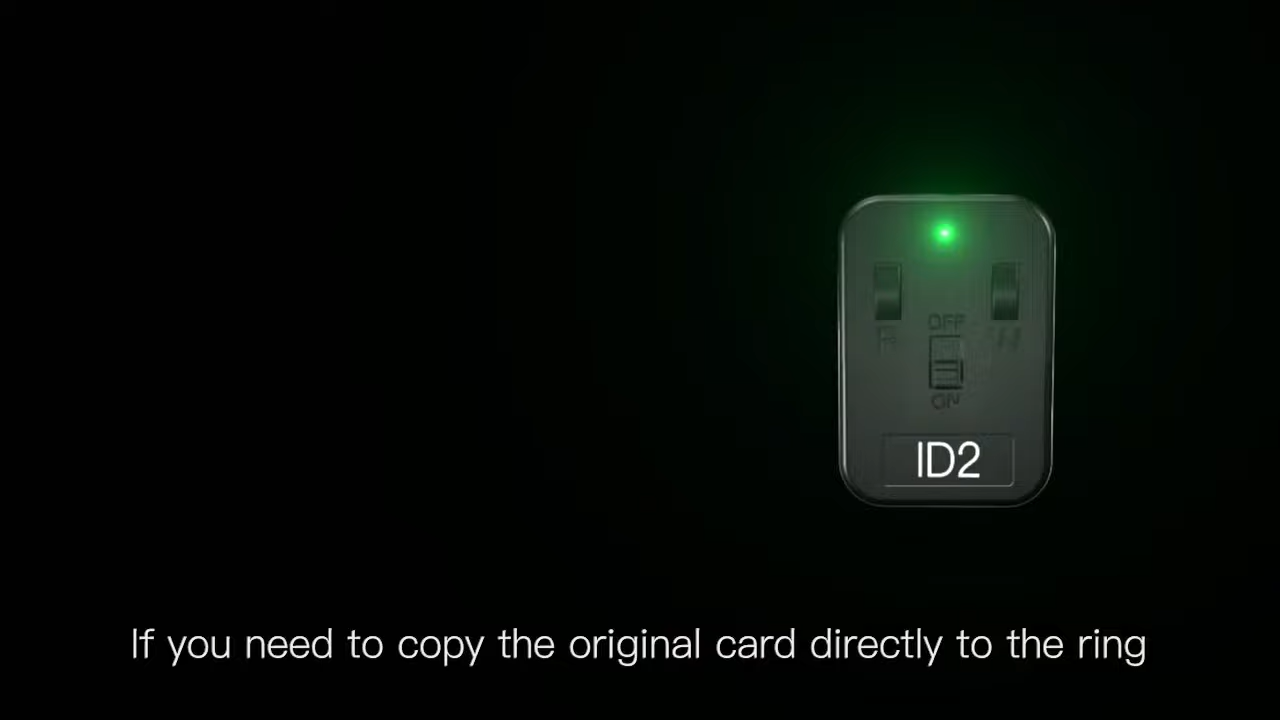 OFF
ON
ID2
If you need to copy the original card directly to the ring